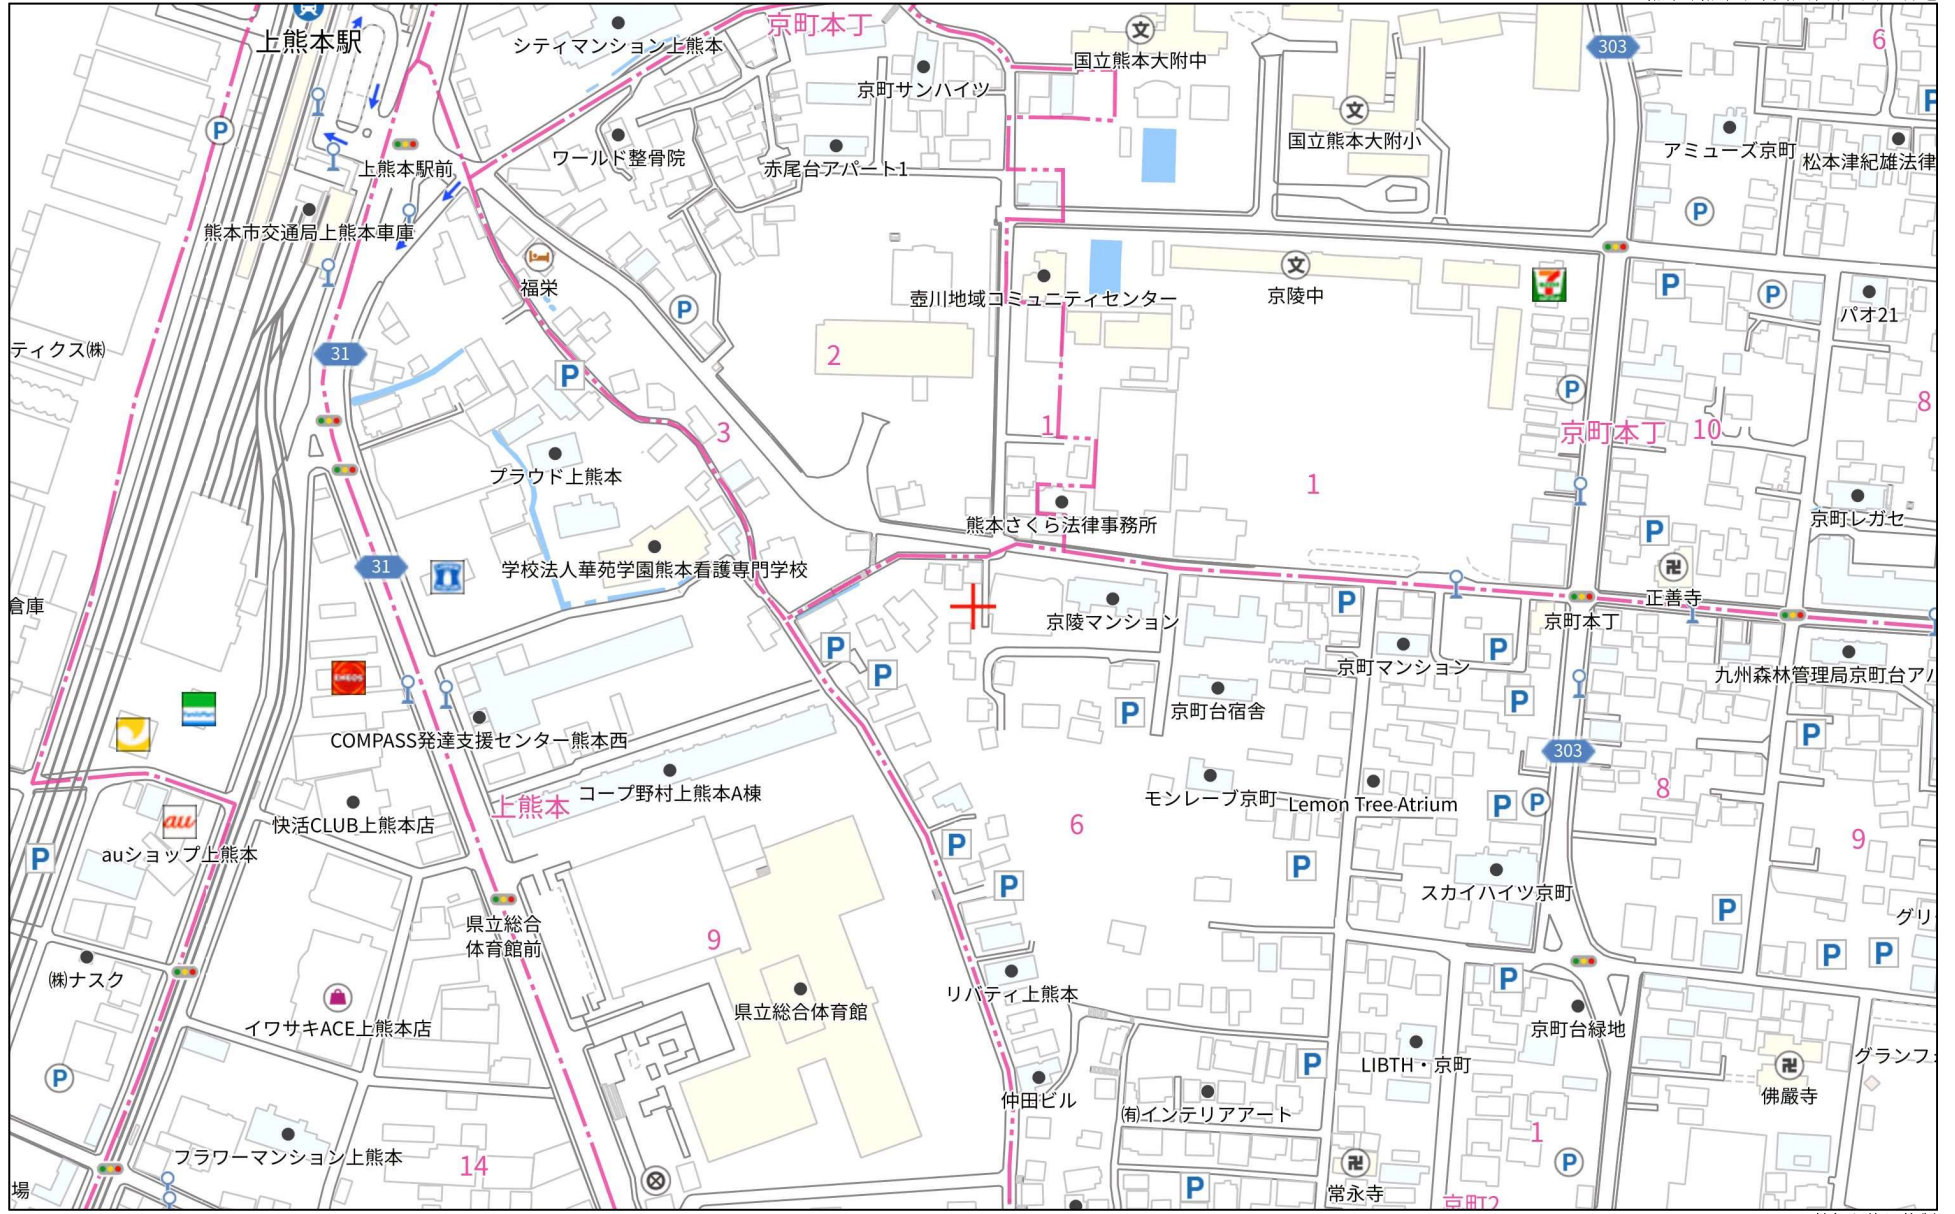 上熊本駅
シティマンション上熊本
京町本丁
国立熊本大附中
303
6
京町サンハイツ
P
国立熊本大附小
アミューズ京町
松本津紀雄法律
P
ワールド整骨院
赤尾台アパート1
上熊本駅前
P
熊本市交通局上熊本車庫
福栄
壺川地域コミュニティセンター
京陵中
P
P
パオ21
P
ティクス㈱
31
2
P
P
8
3
1
京町本丁
10
プラウド上熊本
1
京町レガセ
熊本さくら法律事務所
P
31
学校法人華苑学園熊本看護専門学校
倉庫
正善寺
京陵マンション
P
京町本丁
P
P
P
京町マンション
九州森林管理局京町台アパ
ENEOS
FamilyMart
京町台宿舎
P
P
COMPASS発達支援センター熊本西
P
303
コープ野村上熊本A棟
モンレーブ京町
Lemon Tree Atrium
8
P
P
上熊本
au
快活CLUB上熊本店
6
9
auショップ上熊本
P
P
P
P
スカイハイツ京町
県立総合
体育館前
P
グリ
9
P
P
㈱ナスク
P
リバティ上熊本
県立総合体育館
イワサキACE上熊本店
京町台緑地
P
P
LIBTH・京町
グランフォ
仲田ビル
㈲インテリアアート
佛嚴寺
1
フラワーマンション上熊本
14
P
場
P
常永寺
京町2